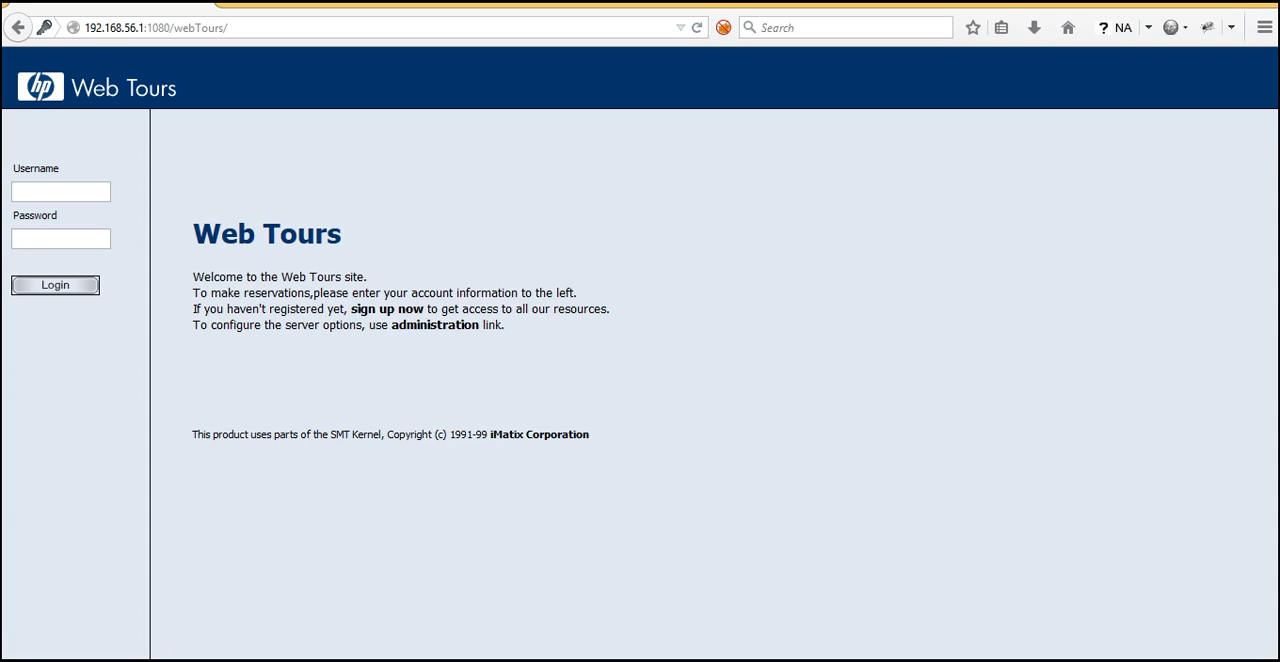 192.168.56.1:1080/webTours/
Search
? NA
hp Web Tours
Username
Password
Login
Web Tours
Welcome to the Web Tours site.
To make reservations,please enter your account information to the left.
If you haven't registered yet, sign up now to get access to all our resources.
To configure the server options, use administration link.
This product uses parts of the SMT Kernel, Copyright (c) 1991-99 iMatix Corporation